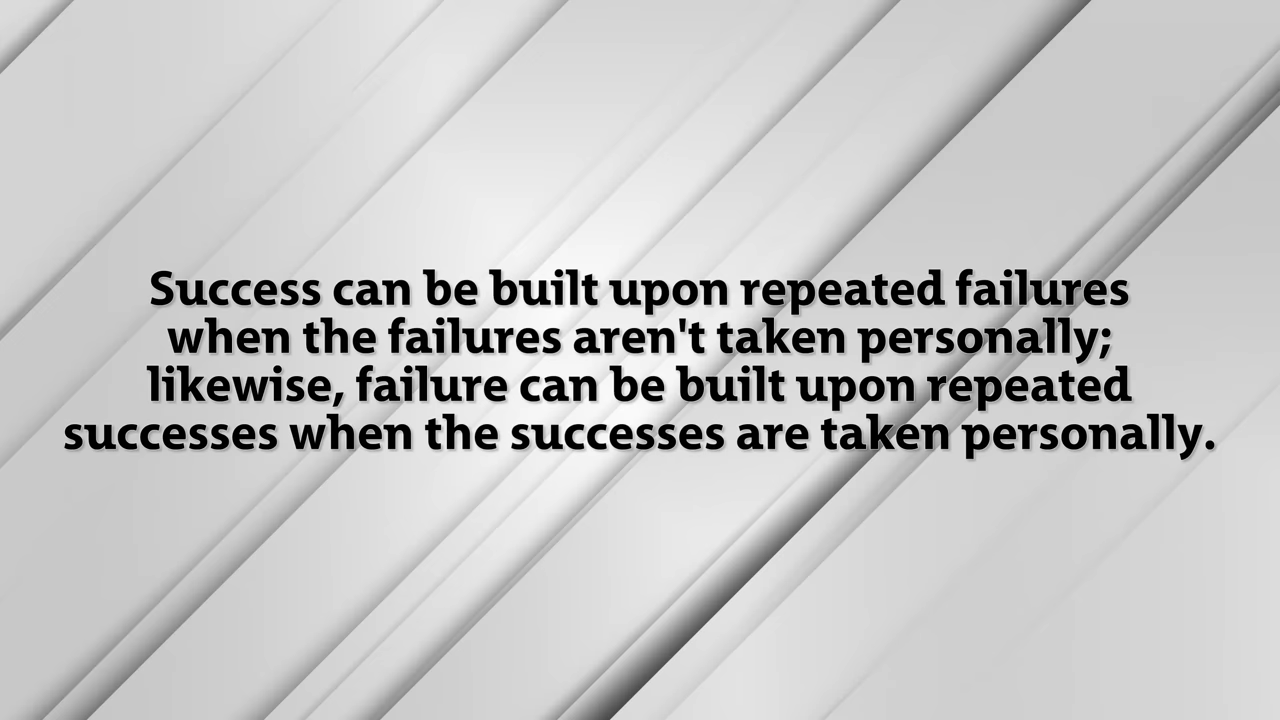 Success can be built upon repeated failures
when the failures aren't taken personally;
likewise, failure can be built upon repeated
successes when the successes are taken personally.